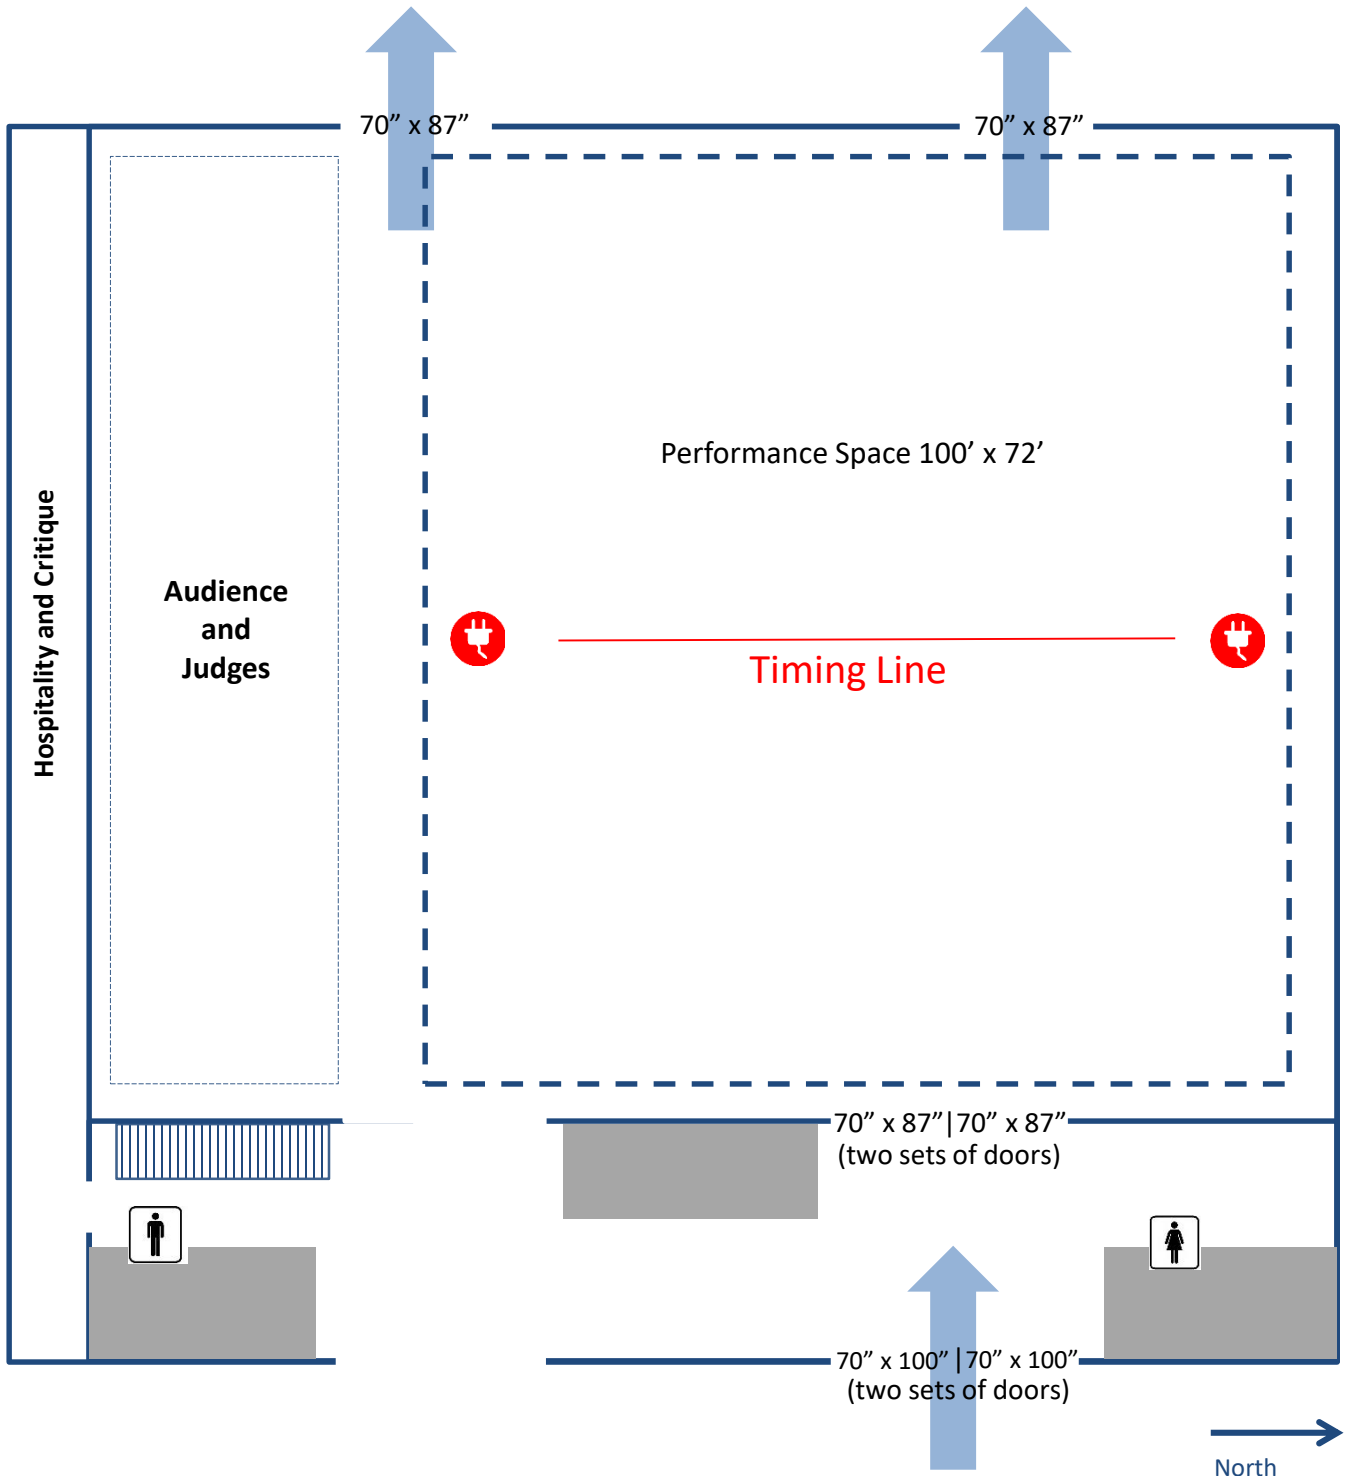 70” x 87”
70” x 87”
Performance Space 100’ x 72’
Hospitality and Critique
Audience
and
Judges
Timing Line
70” x 87”|70” x 87”
(two sets of doors)
70” x 100”|70” x 100”
(two sets of doors)
North